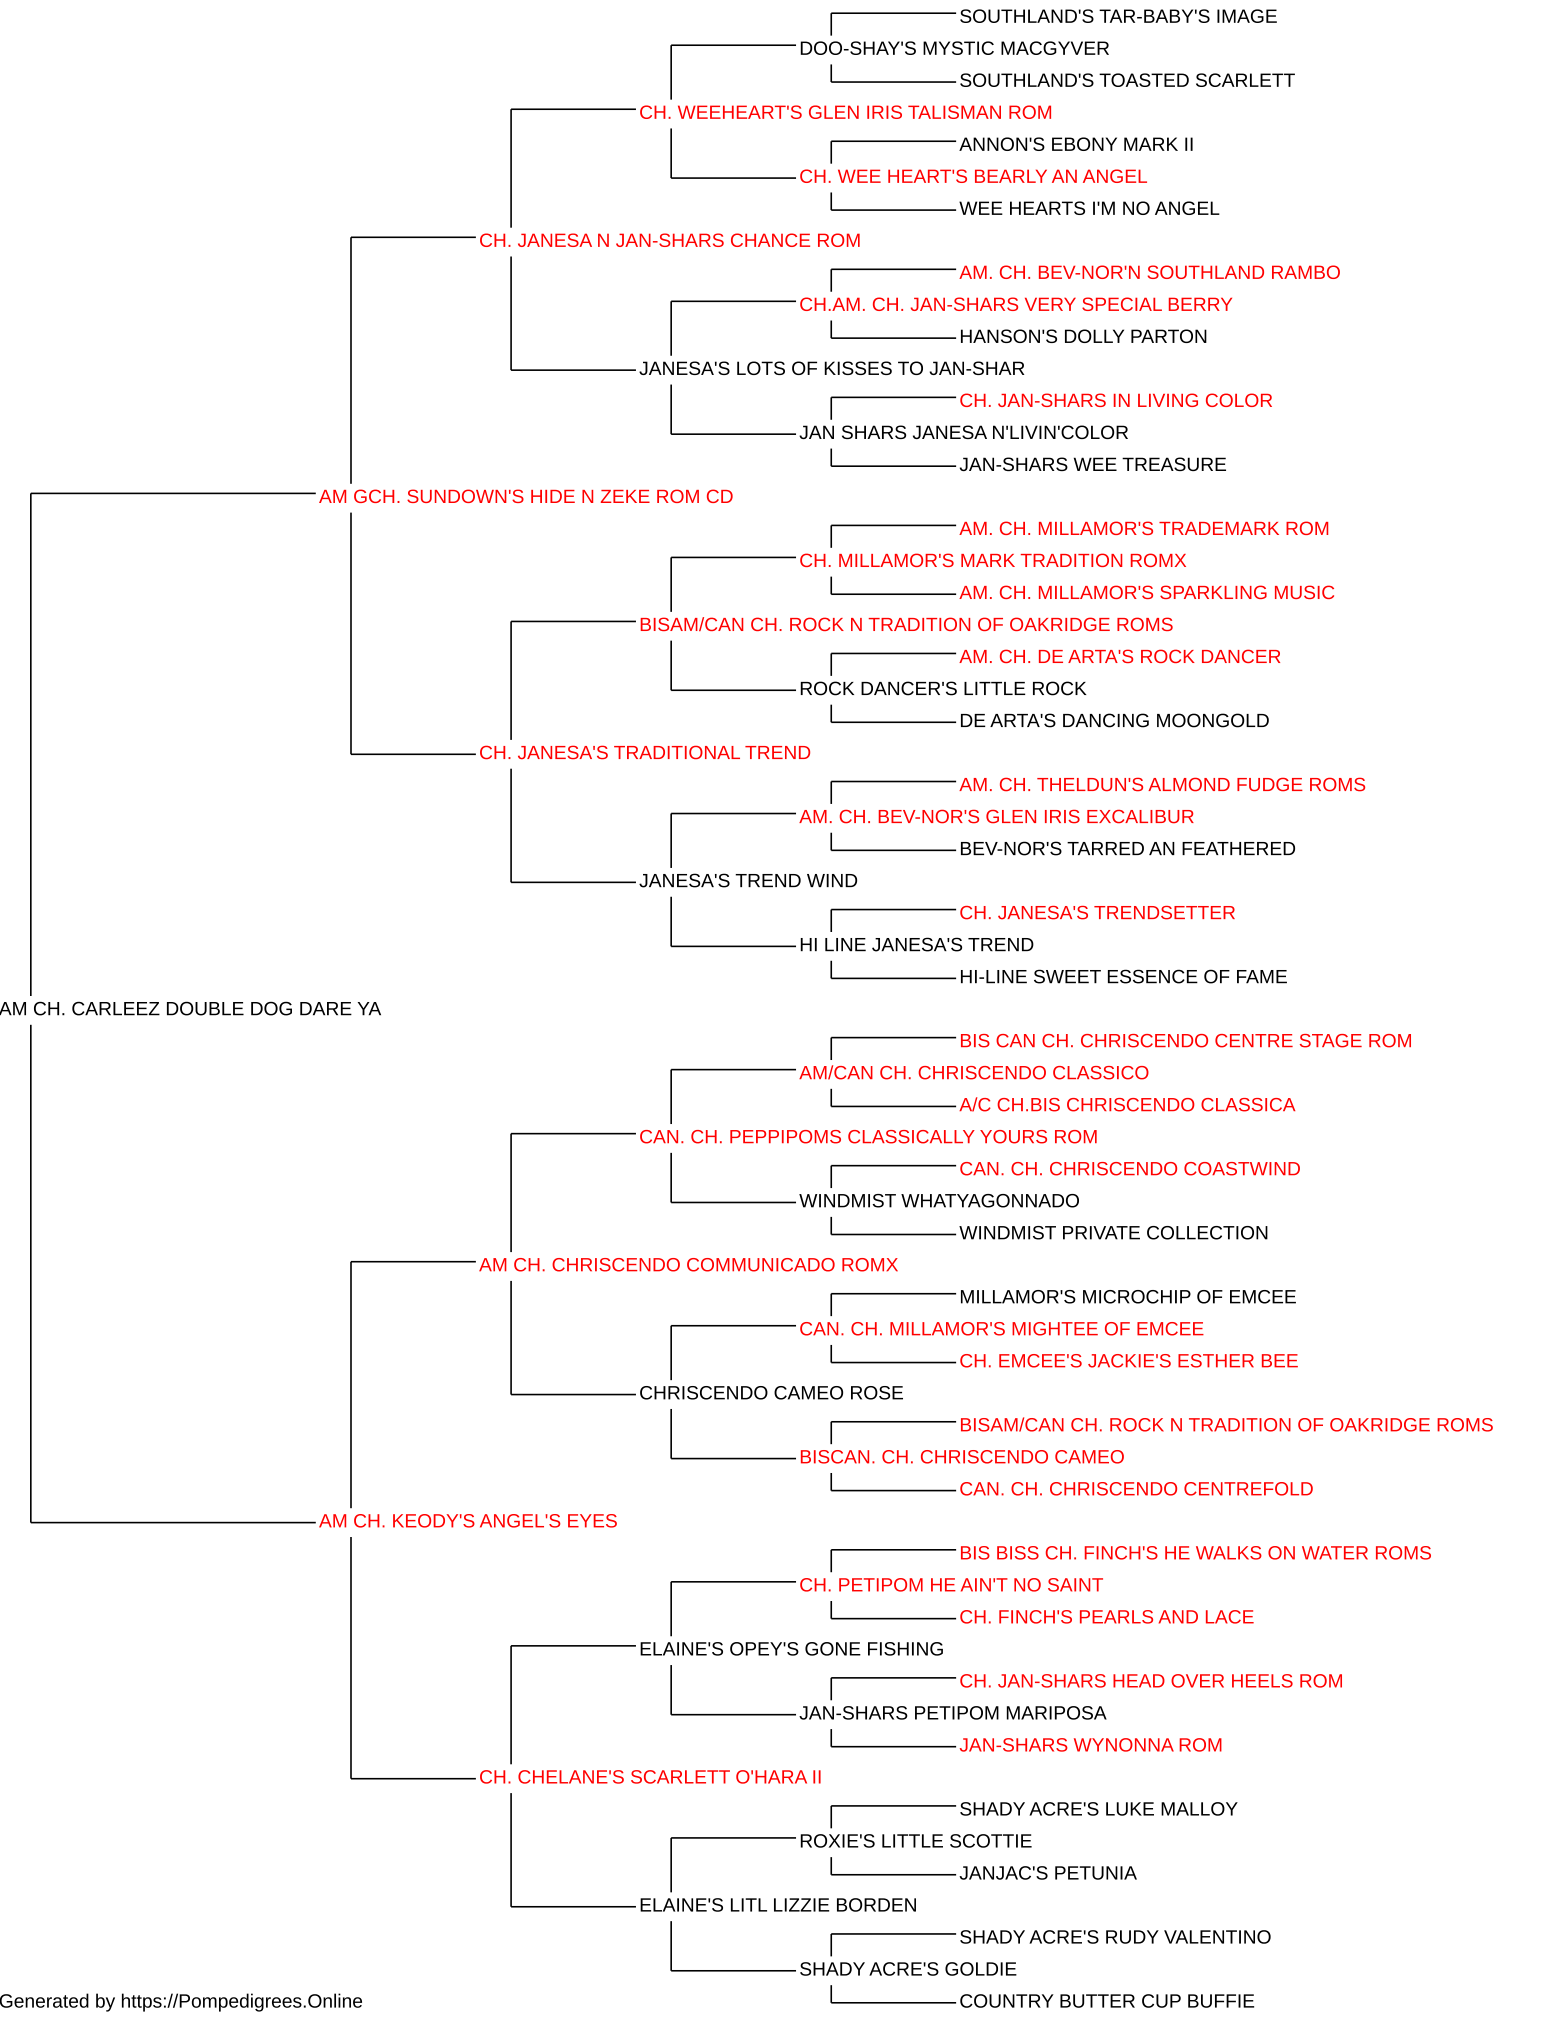 SOUTHLAND'S TAR-BABY'S IMAGE
DOO-SHAY'S MYSTIC MACGYVER
SOUTHLAND'S TOASTED SCARLETT
CH. WEEHEART'S GLEN IRIS TALISMAN ROM
ANNON'S EBONY MARK II
CH. WEE HEART'S BEARLY AN ANGEL
WEE HEARTS I'M NO ANGEL
CH. JANESA N JAN-SHARS CHANCE ROM
AM. CH. BEV-NOR'N SOUTHLAND RAMBO
CH.AM. CH. JAN-SHARS VERY SPECIAL BERRY
HANSON'S DOLLY PARTON
JANESA'S LOTS OF KISSES TO JAN-SHAR
CH. JAN-SHARS IN LIVING COLOR
JAN SHARS JANESA N'LIVIN'COLOR
JAN-SHARS WEE TREASURE
AM GCH. SUNDOWN'S HIDE N ZEKE ROM CD
AM. CH. MILLAMOR'S TRADEMARK ROM
CH. MILLAMOR'S MARK TRADITION ROMX
AM. CH. MILLAMOR'S SPARKLING MUSIC
BISAM/CAN CH. ROCK N TRADITION OF OAKRIDGE ROMS
AM. CH. DE ARTA'S ROCK DANCER
ROCK DANCER'S LITTLE ROCK
DE ARTA'S DANCING MOONGOLD
CH. JANESA'S TRADITIONAL TREND
AM. CH. THELDUN'S ALMOND FUDGE ROMS
AM. CH. BEV-NOR'S GLEN IRIS EXCALIBUR
BEV-NOR'S TARRED AN FEATHERED
JANESA'S TREND WIND
CH. JANESA'S TRENDSETTER
HI LINE JANESA'S TREND
HI-LINE SWEET ESSENCE OF FAME
AM CH. CARLEEZ DOUBLE DOG DARE YA
BIS CAN CH. CHRISCENDO CENTRE STAGE ROM
AM/CAN CH. CHRISCENDO CLASSICO
A/C CH.BIS CHRISCENDO CLASSICA
CAN. CH. PEPPIPOMS CLASSICALLY YOURS ROM
CAN. CH. CHRISCENDO COASTWIND
WINDMIST WHATYAGONNADO
WINDMIST PRIVATE COLLECTION
AM CH. CHRISCENDO COMMUNICADO ROMX
MILLAMOR'S MICROCHIP OF EMCEE
CAN. CH. MILLAMOR'S MIGHTEE OF EMCEE
CH. EMCEE'S JACKIE'S ESTHER BEE
CHRISCENDO CAMEO ROSE
BISAM/CAN CH. ROCK N TRADITION OF OAKRIDGE ROMS
BISCAN. CH. CHRISCENDO CAMEO
CAN. CH. CHRISCENDO CENTREFOLD
AM CH. KEODY'S ANGEL'S EYES
BIS BISS CH. FINCH'S HE WALKS ON WATER ROMS
CH. PETIPOM HE AIN'T NO SAINT
CH. FINCH'S PEARLS AND LACE
ELAINE'S OPEY'S GONE FISHING
CH. JAN-SHARS HEAD OVER HEELS ROM
JAN-SHARS PETIPOM MARIPOSA
JAN-SHARS WYNONNA ROM
CH. CHELANE'S SCARLETT O'HARA II
SHADY ACRE'S LUKE MALLOY
ROXIE'S LITTLE SCOTTIE
JANJAC'S PETUNIA
ELAINE'S LITL LIZZIE BORDEN
SHADY ACRE'S RUDY VALENTINO
SHADY ACRE'S GOLDIE
COUNTRY BUTTER CUP BUFFIE
Generated by https://Pompedigrees.Online